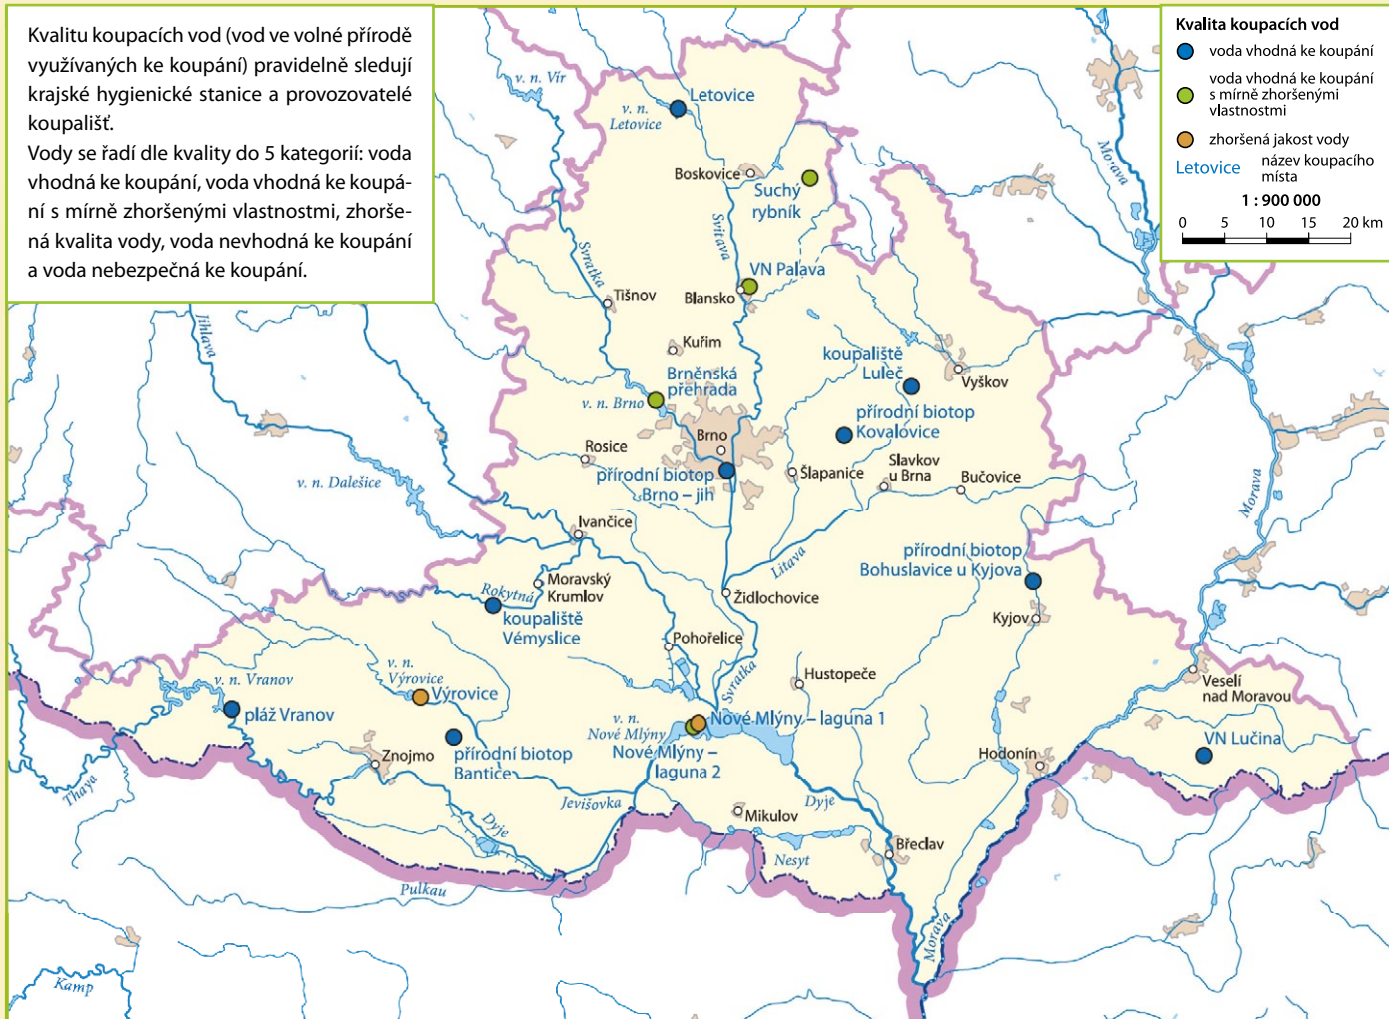 Kvalitu koupacích vod (vod ve volné přírodě
využívaných ke koupání) pravidelně sledují
krajské hygienické stanice a provozovatelé
koupališť.
Vody se řadí dle kvality do 5 kategorií: voda
vhodná ke koupání, voda vhodná ke koupá-
ní s mírně zhoršenými vlastnostmi, zhorše-
ná kvalita vody, voda nevhodná ke koupání
a voda nebezpečná ke koupání.
Kvalita koupacích vod
voda vhodná ke koupání
voda vhodná ke koupání
s mírně zhoršenými
vlastnostmi
zhoršená jakost vody
Letovice
název koupacího
místa
1 : 900 000
0 5 10 15 20 km
v. n. Vír
v. n.
Letovice
Letovice
Boskovice
Suchý
rybník
Morava
Svitava
Svratka
VN Palava
Blansko
Tišnov
Jihlava
Kuřim
Brněnská
přehrada
v. n. Brno
koupaliště
Luleč
Vyškov
přírodní biotop
Kovalovice
Brno
Rosice
přírodní biotop
Brno – jih
Šlapanice
Slavkov
u Brna
Bučovice
v. n. Dalešice
Morava
Ivančice
Litava
přírodní biotop
Bohuslavice u Kyjova
Moravský
Krumlov
Rokytná
koupaliště
Vémyslice
Židlochovice
Kyjov
Pohořelice
Svratka
Hustopeče
v. n.
Výrovice
Výrovice
v. n. Vranov
pláž Vranov
Veselí
nad Moravou
v. n.
Nové Mlýny
Nové Mlýny – laguna 1
Nové Mlýny –
laguna 2
přírodní biotop
Bantice
Znojmo
VN Lučina
Hodonín
Thaya
Jevišovka
Dyje
Dyje
Mikulov
Břeclav
Nesyt
Pulkau
Morava
Kamp